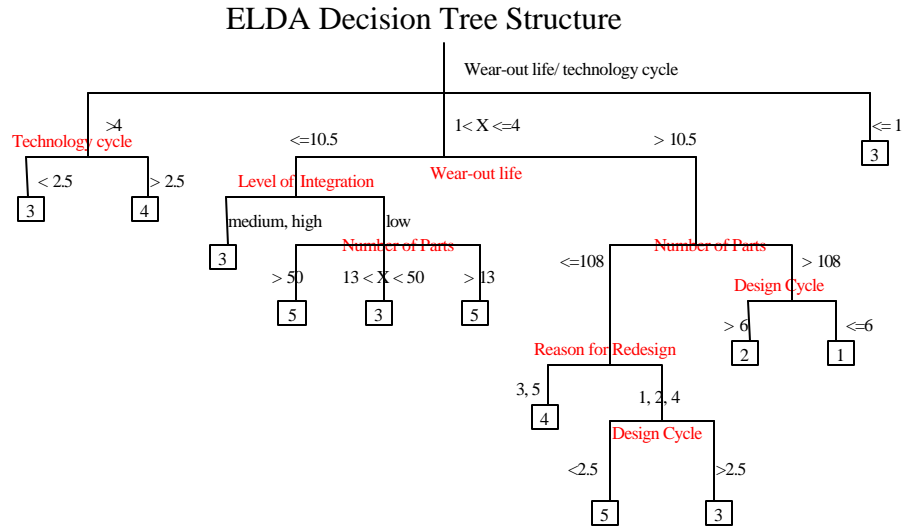 ELDA Decision Tree Structure
Wear-out life/ technology cycle
>4
<=10.5
1< X <=4
> 10.5
<= 1
Technology cycle
3
< 2.5
> 2.5
Wear-out life
Level of Integration
3
4
medium, high
low
3
Number of Parts
Number of Parts
> 50
13 < X < 50
> 13
<=108
> 108
Design Cycle
5
3
5
> 6
<=6
Reason for Redesign
2
1
3, 5
1, 2, 4
4
Design Cycle
<2.5
>2.5
5
3